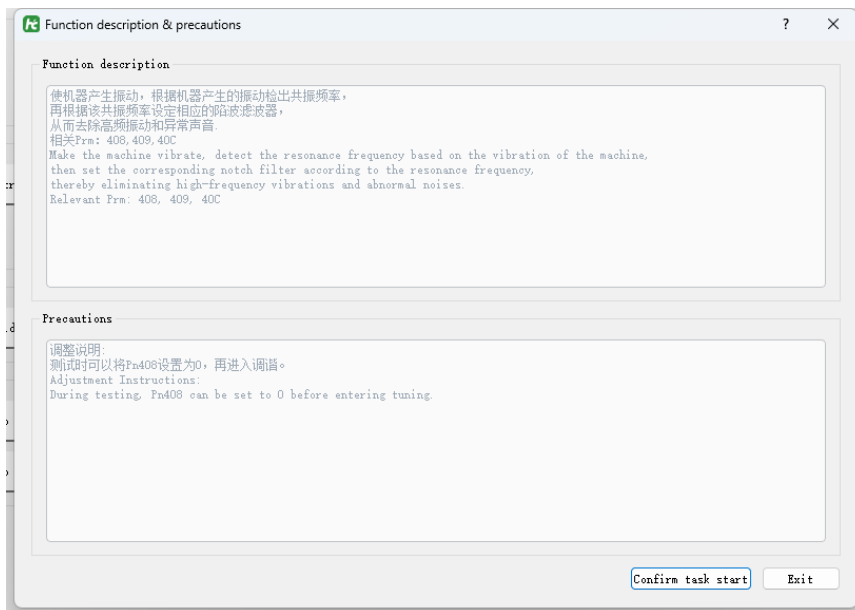 Function description & precautions
Function description
使机器产生振动，根据机器产生的振动检出共振频率，
再根据该共振频率设定相应的陷波滤波器，
从而去除高频振动和异常声音.
相关Prm: 408,409,40C
Make the machine vibrate, detect the resonance frequency based on the vibration of the machine,
then set the corresponding notch filter according to the resonance frequency,
thereby eliminating high-frequency vibrations and abnormal noises.
Relevant Prm: 408, 409, 40C
Precautions
调整说明:
测试时可以将Pn408设置为0，再进入调谐。
Adjustment Instructions:
During testing, Pn408 can be set to 0 before entering tuning.
Confirm task start
Exit